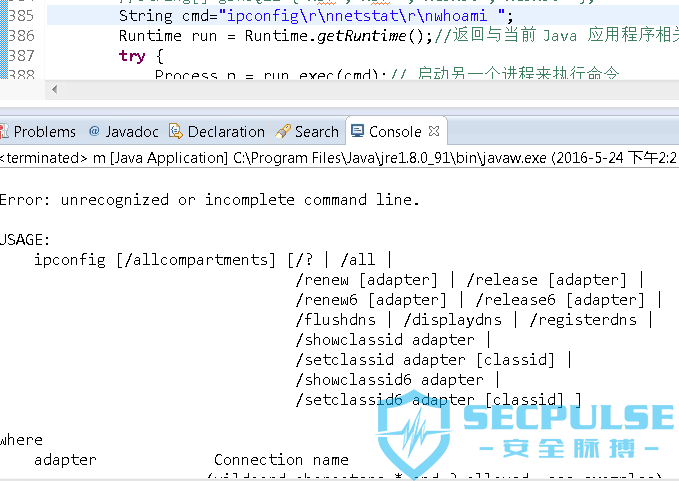 385 String cmd="ipconfig\r\nnetstat\r\nwhoami ";
386 Runtime run = Runtime.getRuntime();//返回与当前 Java 应用程序相关
387 try {
388 Process p = run.exec(cmd);// 启动另一个进程来执行命令
Problems @ Javadoc Declaration Search Console
<terminated> m [Java Application] C:\Program Files\Java\jre1.8.0_91\bin\javaw.exe (2016-5-24 下午2:2
Error: unrecognized or incomplete command line.
USAGE:
ipconfig [/allcompartments] [/? | /all |
/renew [adapter] | /release [adapter] |
/renew6 [adapter] | /release6 [adapter] |
/flushdns | /displaydns | /registerdns |
/showclassid adapter |
/setclassid adapter [classid] |
/showclassid6 adapter |
/setclassid6 adapter [classid] ]
where
adapter Connection name
SECPULSE
安全脉搏